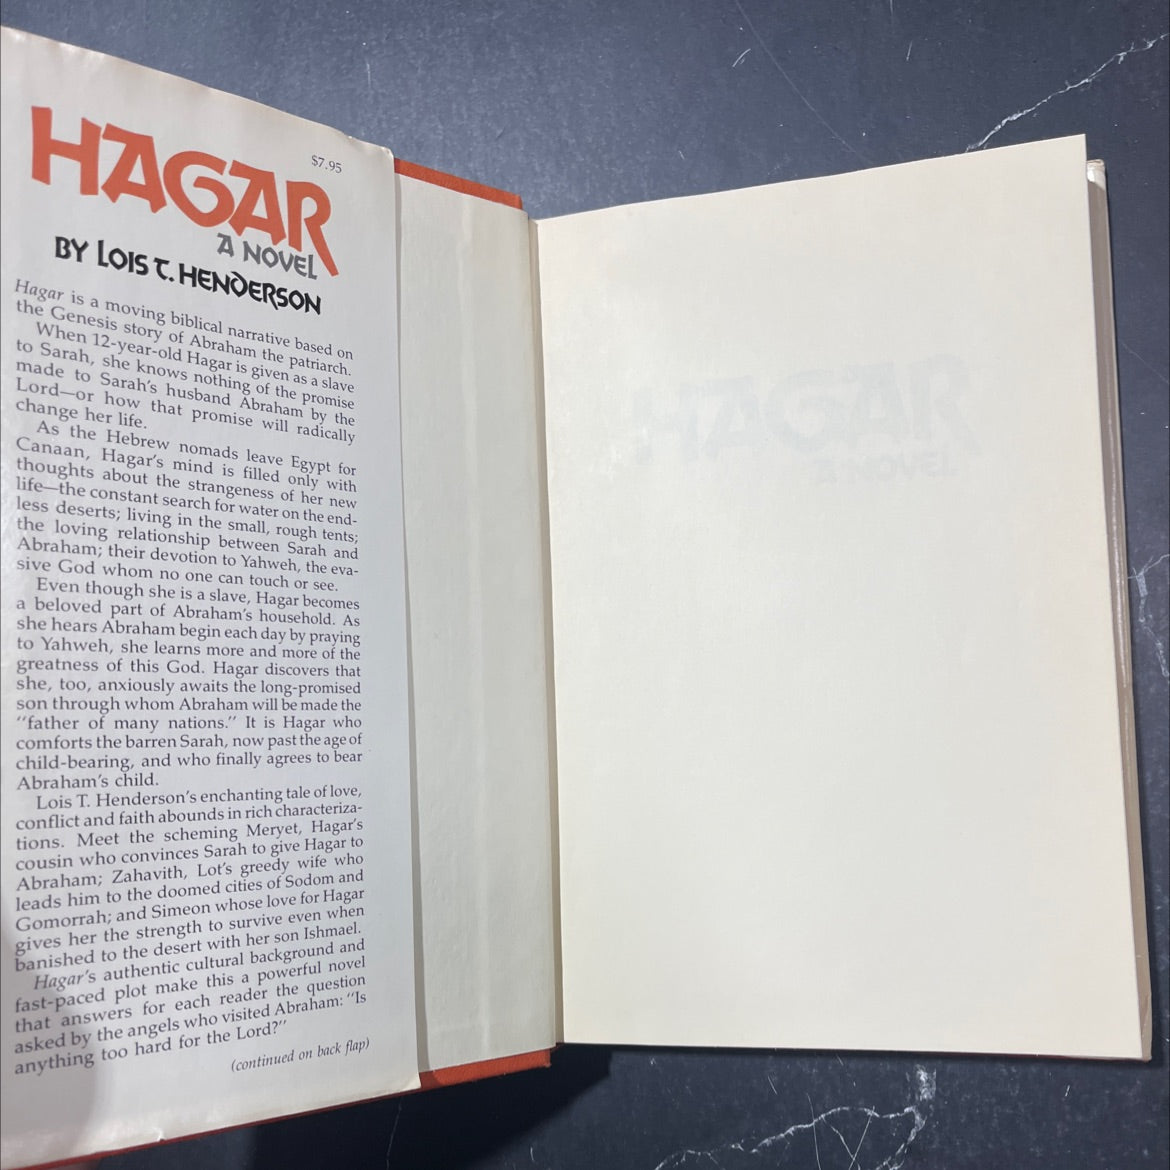 HAGAR
$7.95
A NOVEL
BY LOIS T. HENDERSON
Hagar is a moving biblical narrative based on
the Genesis story of Abraham the patriarch.
When 12-year-old Hagar is given as a slave
to Sarah, she knows nothing of the promise
made to Sarah's husband Abraham by the
Lord—or how that promise will radically
change her life.
As the Hebrew nomads leave Egypt for
Canaan, Hagar's mind is filled only with
thoughts about the strangeness of her new
life—the constant search for water on the end-
less deserts; living in the small, rough tents;
the loving relationship between Sarah and
Abraham; their devotion to Yahweh, the eva-
sive God whom no one can touch or see.
Even though she is a slave, Hagar becomes
a beloved part of Abraham's household. As
she hears Abraham begin each day by praying
to Yahweh, she learns more and more of the
greatness of this God. Hagar discovers that
she, too, anxiously awaits the long-promised
son through whom Abraham will be made the
"father of many nations." It is Hagar who
comforts the barren Sarah, now past the age of
child-bearing, and who finally agrees to bear
Abraham's child.
Lois T. Henderson's enchanting tale of love,
conflict and faith abounds in rich characteriza-
tions. Meet the scheming Meryet, Hagar's
cousin who convinces Sarah to give Hagar to
Abraham; Zahavith, Lot's greedy wife who
leads him to the doomed cities of Sodom and
Gomorrah; and Simeon whose love for Hagar
gives her the strength to survive even when
banished to the desert with her son Ishmael.
Hagar's authentic cultural background and
fast-paced plot make this a powerful novel
that answers for each reader the question
asked by the angels who visited Abraham: "Is
anything too hard for the Lord?"
(continued on back flap)
HAGAR
A NOVEL